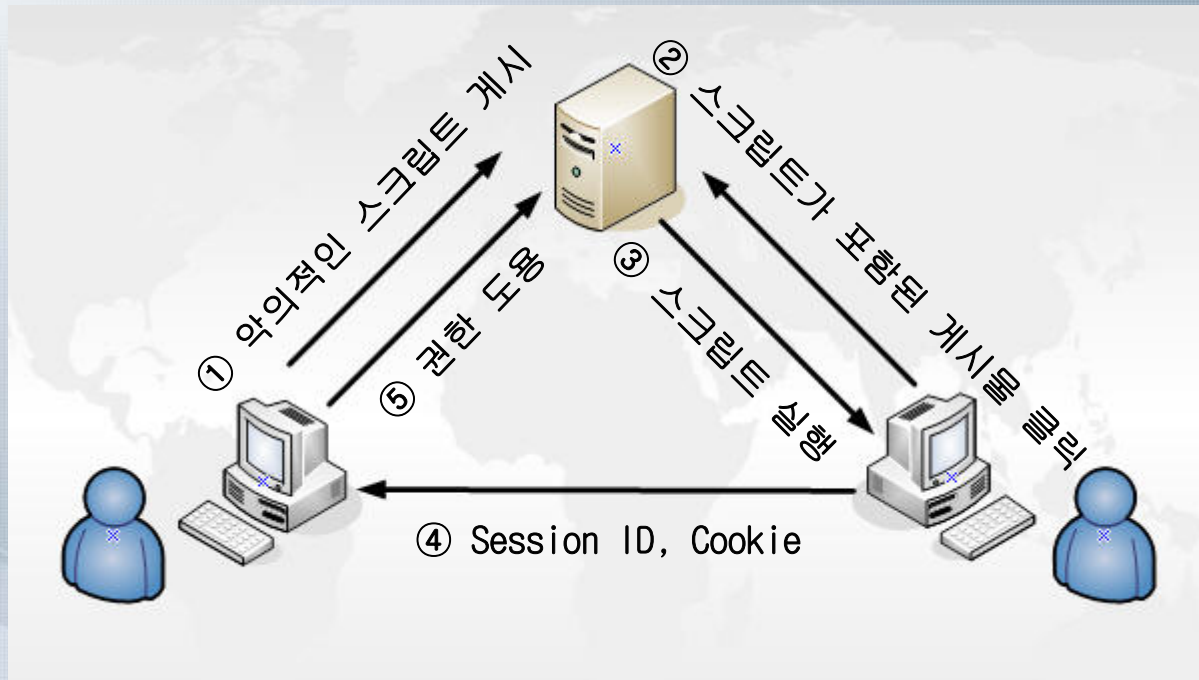 ① 악의적인 스크립트 게시
② 스크립트가 포함된 게시물 클릭
③ 스크립트 실행
④ Session ID, Cookie
⑤ 권한 도용